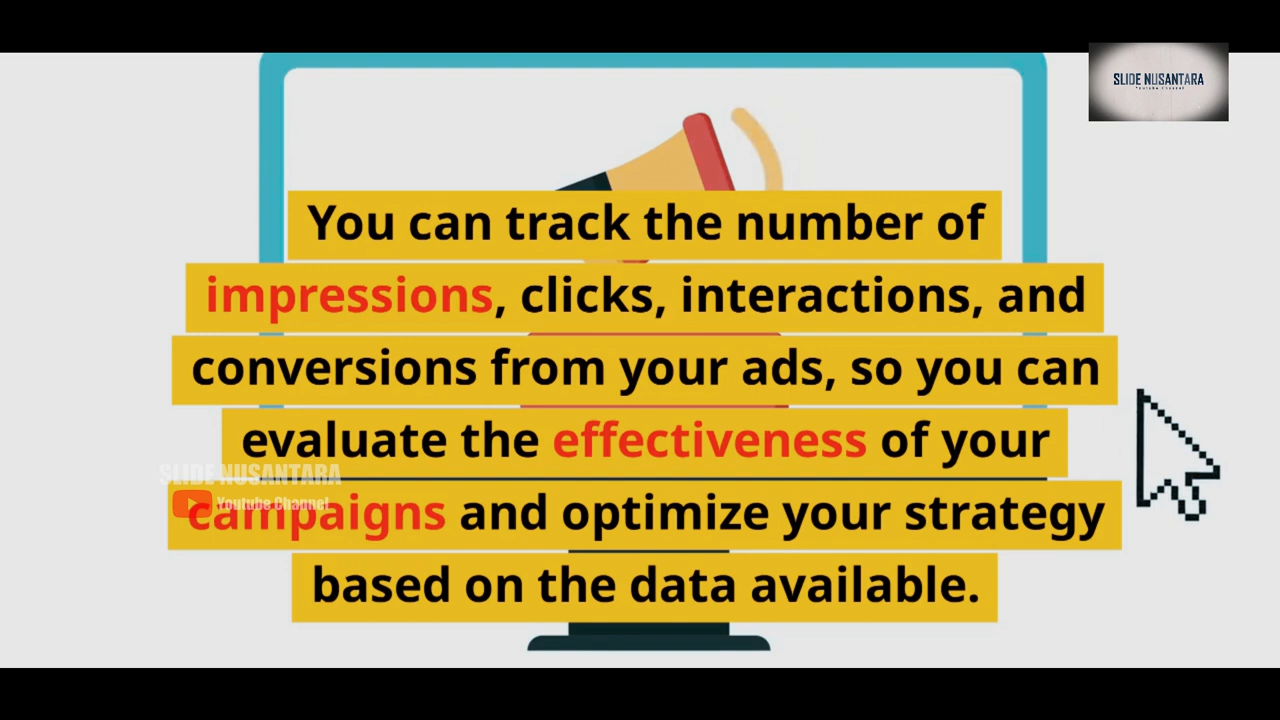 SLIDE NUSANTARA
YOUTUBE CHANNEL
You can track the number of
impressions, clicks, interactions, and
conversions from your ads, so you can
evaluate the effectiveness of your
SLIDE NUSANTARA
Youtube Channel
campaigns and optimize your strategy
based on the data available.